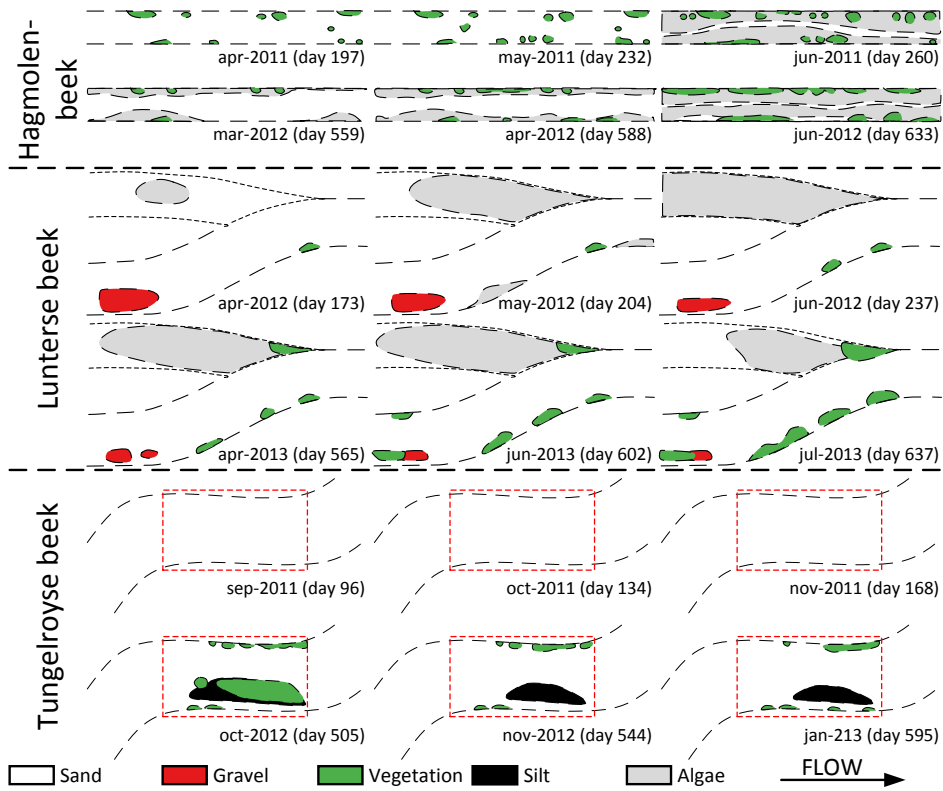 Hagmolen-
beek
apr-2011 (day 197)
may-2011 (day 232)
jun-2011 (day 260)
mar-2012 (day 559)
apr-2012 (day 588)
jun-2012 (day 633)
Lunterse beek
apr-2012 (day 173)
may-2012 (day 204)
jun-2012 (day 237)
apr-2013 (day 565)
jun-2013 (day 602)
jul-2013 (day 637)
Tungelroyse beek
sep-2011 (day 96)
oct-2011 (day 134)
nov-2011 (day 168)
oct-2012 (day 505)
nov-2012 (day 544)
jan-213 (day 595)
Sand
Gravel
Vegetation
Silt
Algae
FLOW